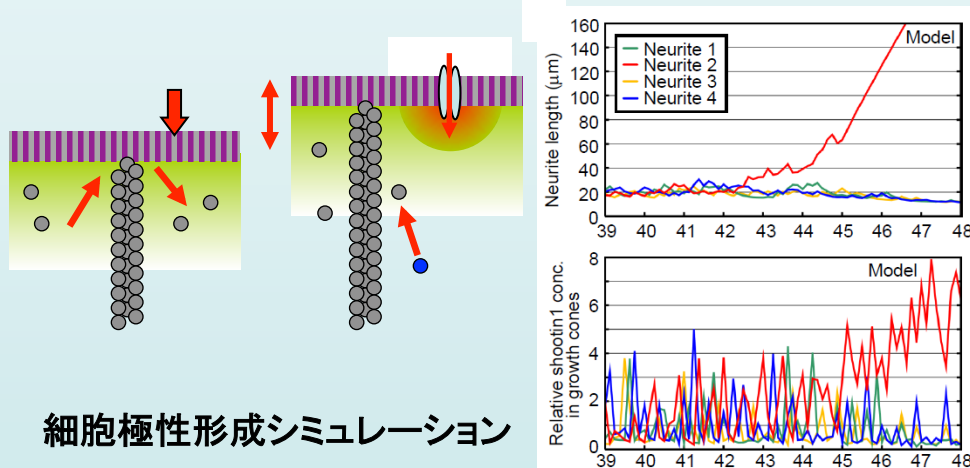 細胞極性形成シミュレーション
160
140
120
100
80
60
40
20
0
Neurite length (μm)
Neurite 1
Neurite 2
Neurite 3
Neurite 4
Model
39 40 41 42 43 44 45 46 47 48
8
6
4
2
0
Relative shootin1 conc.
in growth cones
Model
39 40 41 42 43 44 45 46 47 48